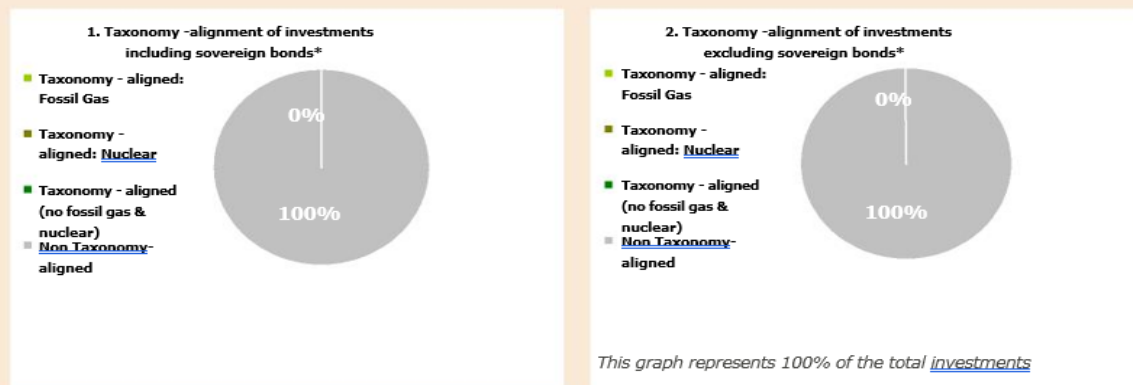 1. Taxonomy -alignment of investments
including sovereign bonds*
Taxonomy - aligned:
Fossil Gas
Taxonomy -
aligned: Nuclear
Taxonomy - aligned
(no fossil gas &
nuclear)
Non Taxonomy-
aligned
0%
100%
2. Taxonomy -alignment of investments
excluding sovereign bonds*
Taxonomy - aligned:
Fossil Gas
Taxonomy -
aligned: Nuclear
Taxonomy - aligned
(no fossil gas &
nuclear)
Non Taxonomy-
aligned
0%
100%
This graph represents 100% of the total investments